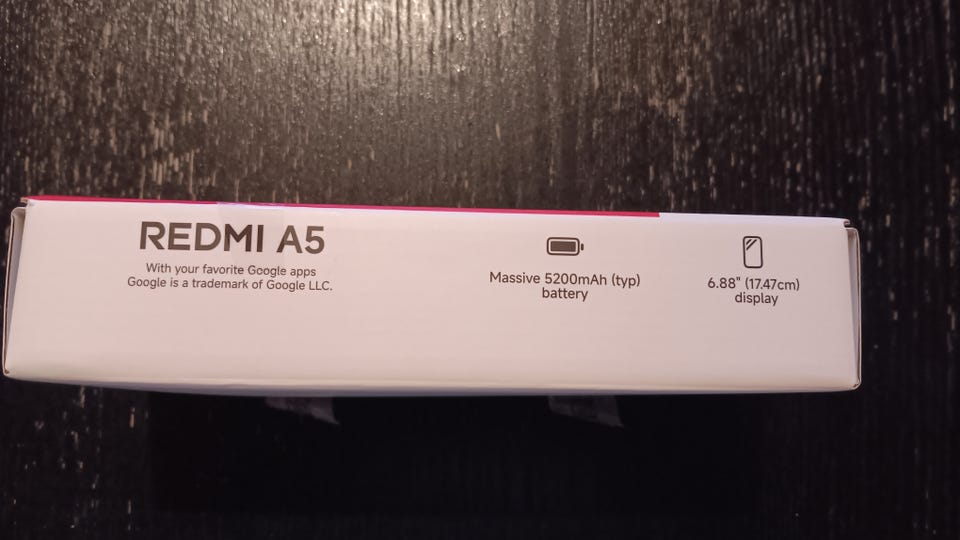 REDMI A5
With your favorite Google apps
Google is a trademark of Google LLC.
Massive 5200mAh (typ)
battery
6.88" (17.47cm)
display